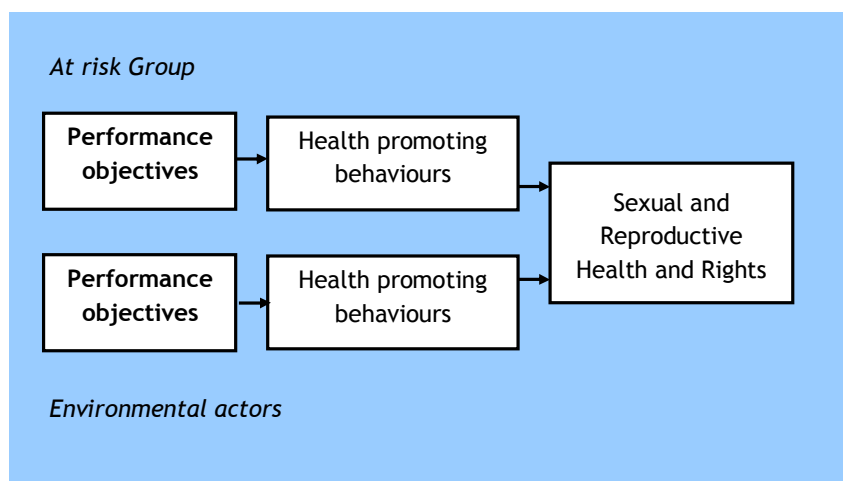 At risk Group
Performance
objectives
Health promoting
behaviours
Sexual and
Reproductive
Health and Rights
Performance
objectives
Health promoting
behaviours
Environmental actors